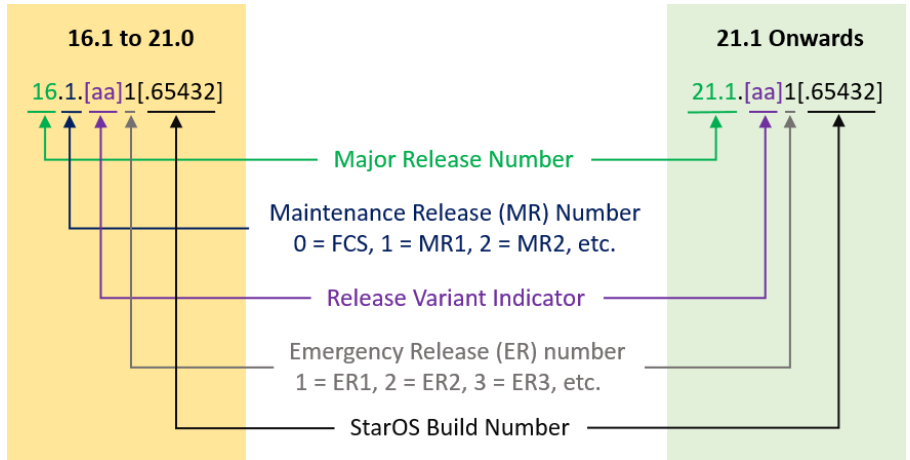 16.1 to 21.0
21.1 Onwards
16.1.[aa]1[.65432]
21.1.[aa]1[.65432]
Major Release Number
Maintenance Release (MR) Number
0 = FCS, 1 = MR1, 2 = MR2, etc.
Release Variant Indicator
Emergency Release (ER) number
1 = ER1, 2 = ER2, 3 = ER3, etc.
StarOS Build Number